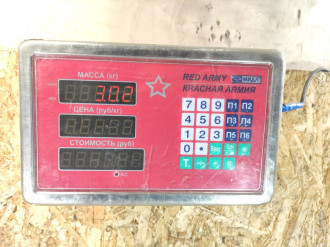 МАССА (кг)
3.02
ЦЕНА (руб/кг)
СТОИМОСТЬ (руб)
RED ARMY
КРАСНАЯ АРМИЯ
7 8 9 П1 П2
4 5 6 П3 П4
1 2 3 П5 П6
0
T